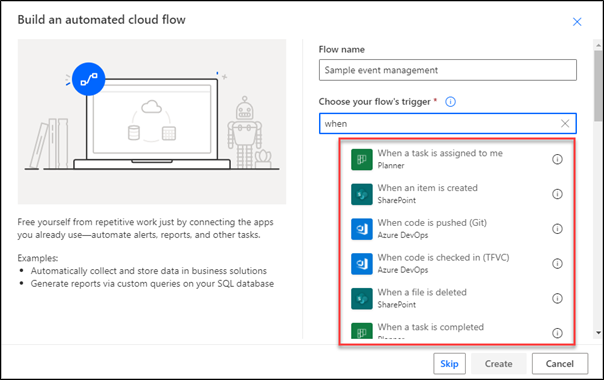 Build an automated cloud flow
Free yourself from repetitive work just by connecting the apps
you already use—automate alerts, reports, and other tasks.
Examples:
• Automatically collect and store data in business solutions
• Generate reports via custom queries on your SQL database
Flow name
Sample event management
Choose your flow's trigger *
when
When a task is assigned to me
Planner
When an item is created
SharePoint
When code is pushed (Git)
Azure DevOps
When code is checked in (TFVC)
Azure DevOps
When a file is deleted
SharePoint
When a task is completed
Planner
Skip
Create
Cancel